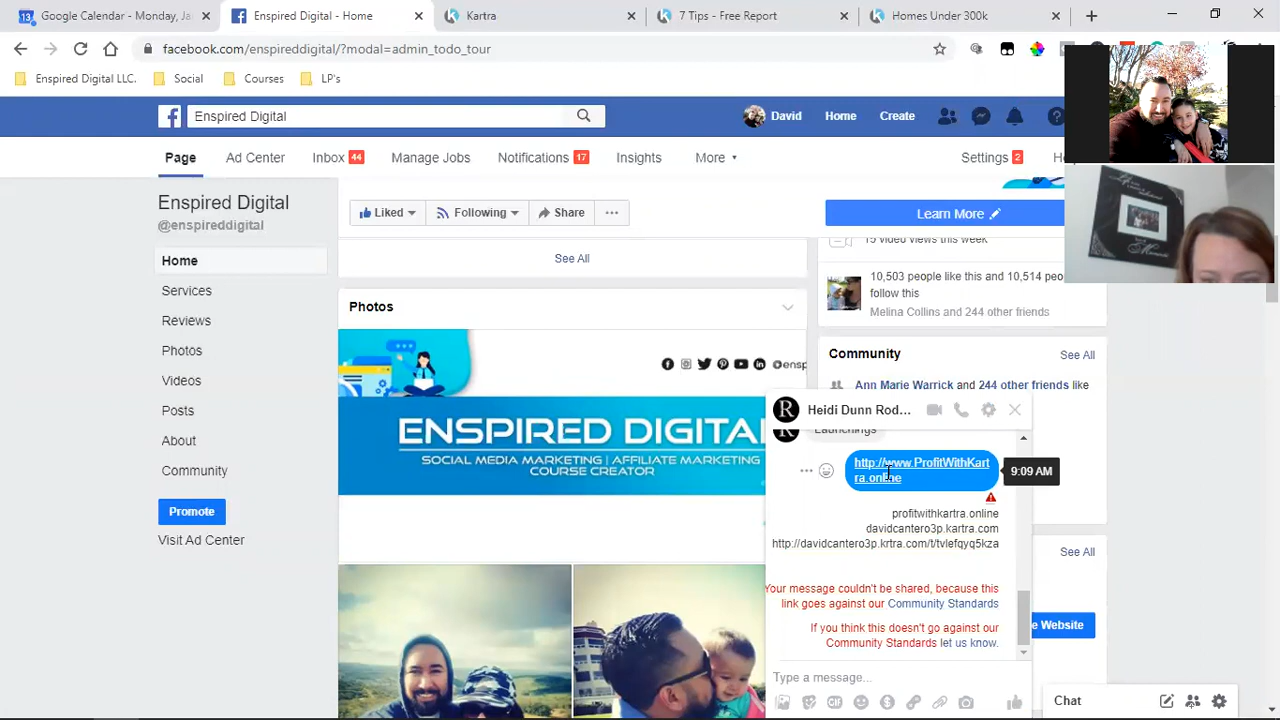 13
Google Calendar - Monday, Ja
Enspired Digital - Home
Kartra
7 Tips - Free Report
Homes Under 300k
facebook.com/enspireddigital/?modal=admin_todo_tour
Enspired Digital LLC.
Social
Courses
LP's
Enspired Digital
David
Home
Create
Page
Ad Center
Inbox 44
Manage Jobs
Notifications 17
Insights
More
Settings 2
Enspired Digital
@enspireddigital
Liked
Following
Share
Learn More
15 video views this week
Home
Services
Reviews
Photos
Videos
Posts
About
Community
Promote
Visit Ad Center
See All
Photos
ENSPIRED DIGITA
SOCIAL MEDIA MARKETING | AFFILIATE MARKETING
COURSE CREATOR
@ensp
10,503 people like this and 10,514 peo
follow this
Melina Collins and 244 other friends
Community
See All
Ann Marie Warrick and 244 other friends like
Heidi Dunn Rod...
Launchings
http://www.ProfitWithKart
ra.online
9:09 AM
profitwithkartra.online
davidcantero3p.kartra.com
http://davidcantero3p.krtra.com/t/tvlefqyq5kza
Your message couldn't be shared, because this
link goes against our Community Standards
If you think this doesn't go against our
Community Standards let us know.
See All
e Website
Type a message...
GIF
Chat